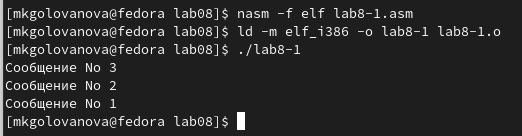 [mkgolovanova@fedora lab08]$ nasm -f elf lab8-1.asm
[mkgolovanova@fedora lab08]$ ld -m elf_i386 -o lab8-1 lab8-1.o
[mkgolovanova@fedora lab08]$ ./lab8-1
Сообщение No 3
Сообщение No 2
Сообщение No 1
[mkgolovanova@fedora lab08]$